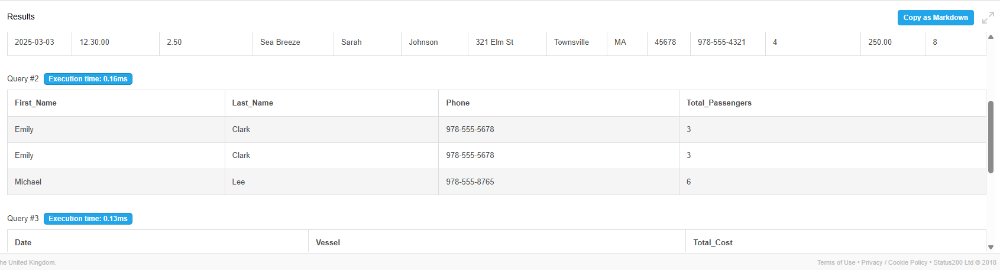 Results
Copy as Markdown
2025-03-03 12:30:00 2.50 Sea Breeze Sarah Johnson 321 Elm St Townsville MA 45678 978-555-4321 4 250.00 8
Query #2 Execution time: 0.16ms
First_Name Last_Name Phone Total_Passengers
Emily Clark 978-555-5678 3
Emily Clark 978-555-5678 3
Michael Lee 978-555-8765 6
Query #3 Execution time: 0.13ms
Date Vessel Total_Cost
he United Kingdom.
Terms of Use • Privacy / Cookie Policy • Status200 Ltd © 2018